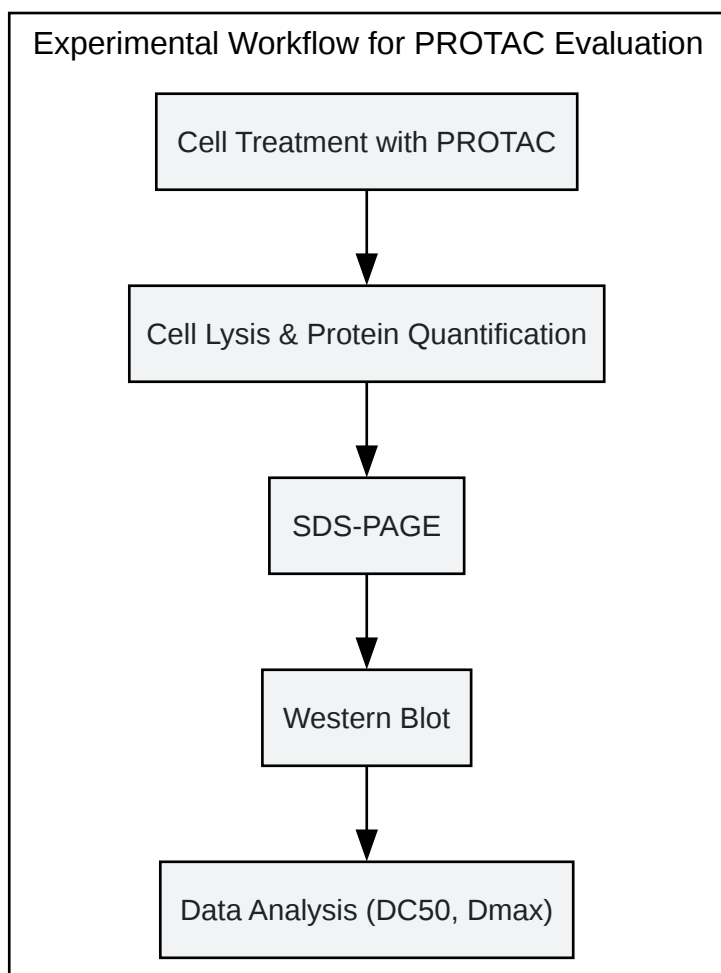 Experimental Workflow for PROTAC Evaluation
Cell Treatment with PROTAC
Cell Lysis & Protein Quantification
SDS-PAGE
Western Blot
Data Analysis (DC50, Dmax)